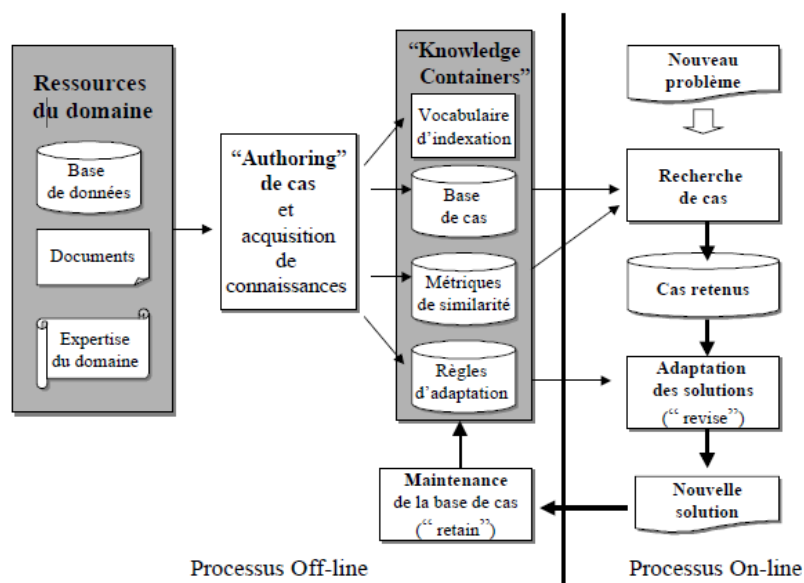 Ressources
du domaine
Base
de données
Documents
Expertise
du domaine
“Authoring”
de cas
et
acquisition
de
connaissances
“Knowledge
Containers”
Vocabulaire
d’indexation
Base
de cas
Métriques
de similarité
Règles
d’adaptation
Maintenance
de la base de cas
(“ retain”)
Processus Off-line
Nouveau
problème
Recherche
de cas
Cas retenus
Adaptation
des solutions
(“ revise”)
Nouvelle
solution
Processus On-line